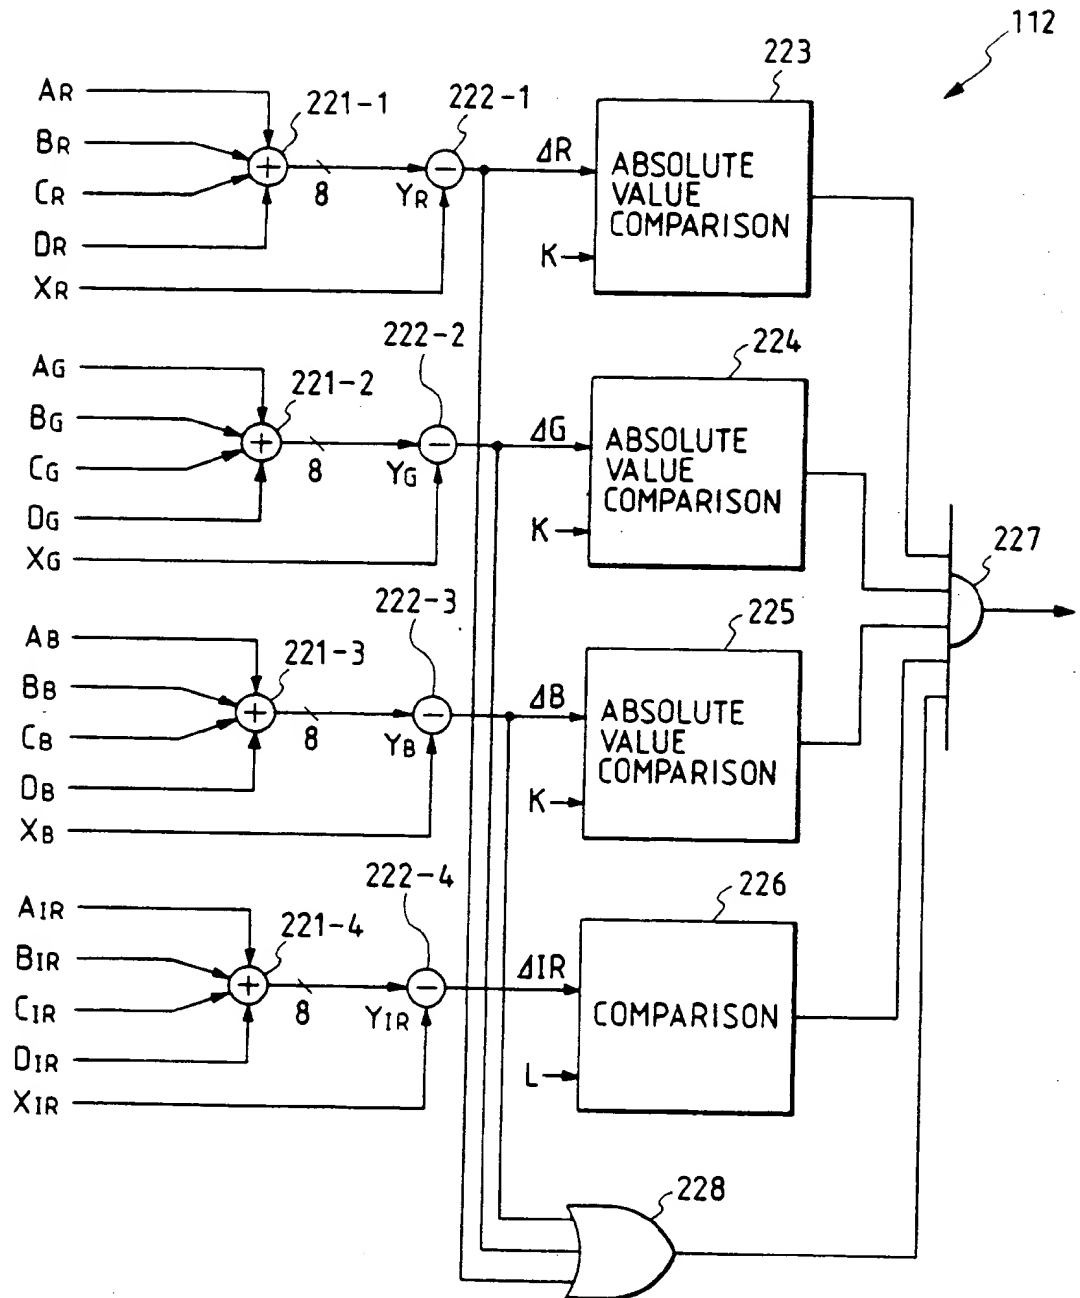 112
223
AR
221-1
222-1
BR
ΔR
ABSOLUTE
VALUE
COMPARISON
CR
8
YR
DR
K
XR
222-2
224
AG
221-2
BG
ΔG
ABSOLUTE
VALUE
COMPARISON
CG
8
YG
DG
K
XG
227
222-3
225
AB
221-3
BB
ΔB
ABSOLUTE
VALUE
COMPARISON
CB
8
YB
DB
K
XB
222-4
226
AIR
221-4
BIR
ΔIR
CIR
8
YIR
COMPARISON
DIR
L
XIR
228